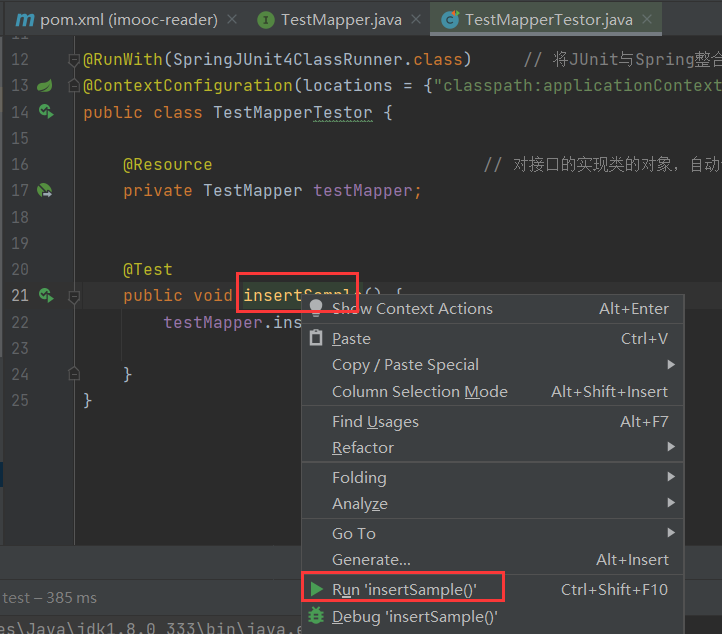 pom.xml (imooc-reader) TestMapper.java TestMapperTestor.java
12 @RunWith(SpringJUnit4ClassRunner.class) // 将JUnit与Spring整合
13 @ContextConfiguration(locations = {"classpath:applicationContext
14 public class TestMapperTestor {
15
16 @Resource // 对接口的实现类的对象，自动
17 private TestMapper testMapper;
18
19
20 @Test
21 public void insertSample() {
22 testMapper.ins
23
24 }
25 }
Show Context Actions Alt+Enter
Paste Ctrl+V
Copy / Paste Special
Column Selection Mode Alt+Shift+Insert
Find Usages Alt+F7
Refactor
Folding
Analyze
Go To
Generate... Alt+Insert
Run 'insertSample()' Ctrl+Shift+F10
Debug 'insertSample()'
test – 385 ms
es\Java\jdk1.8.0_333\bin\java.e